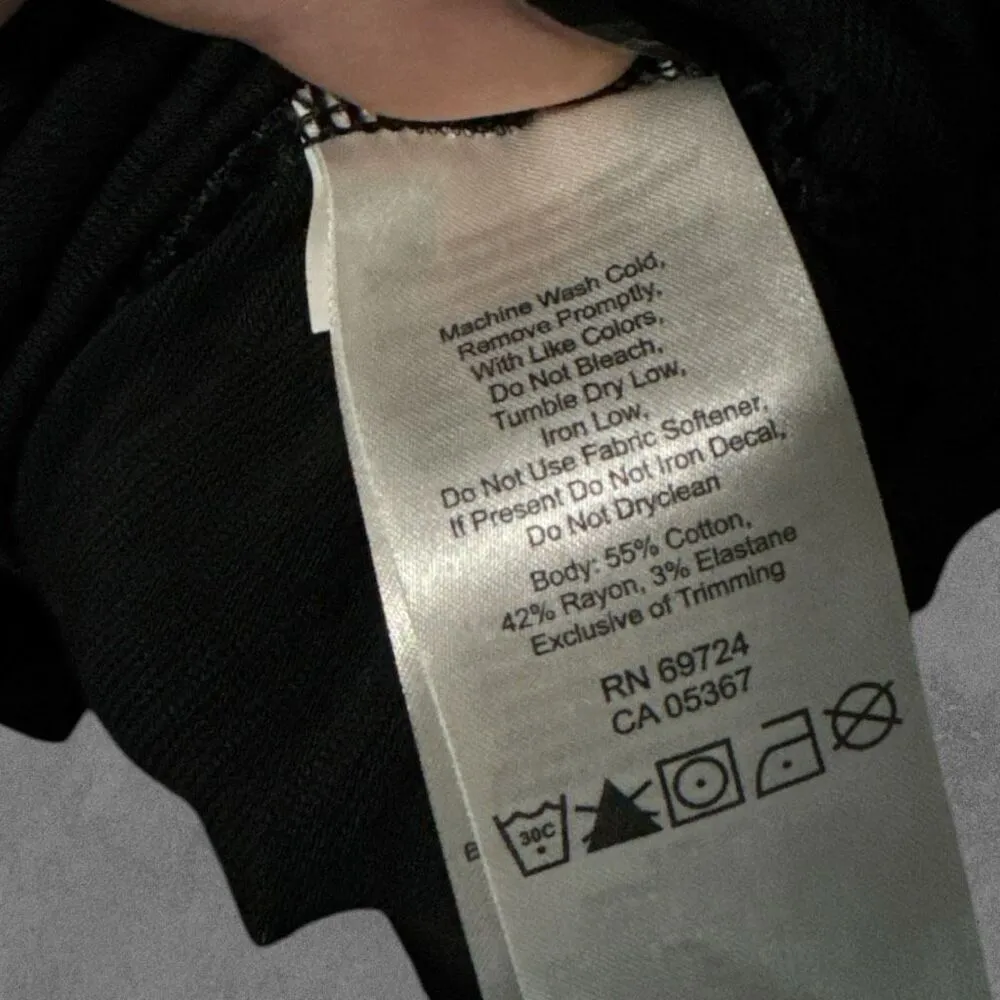 Machine Wash Cold,
Remove Promptly,
With Like Colors,
Do Not Bleach,
Tumble Dry Low,
Iron Low,
Do Not Use Fabric Softener,
If Present Do Not Iron Decal,
Do Not Dryclean
Body: 55% Cotton,
42% Rayon, 3% Elastane
Exclusive of Trimming
RN 69724
CA 05367
30C